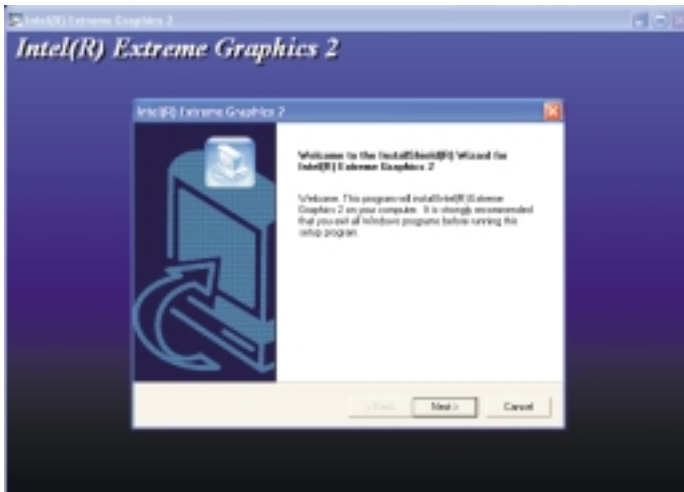 Intel(R) Extreme Graphics 2
Intel(R) Extreme Graphics 2
Intel(R) Extreme Graphics 2
Welcome to the InstallShield(R) Wizard for
Intel(R) Extreme Graphics 2
Welcome. This program will install Intel(R) Extreme
Graphics 2 on your computer. It is strongly recommended
that you exit all Windows programs before running this
setup program.
< Back
Next >
Cancel